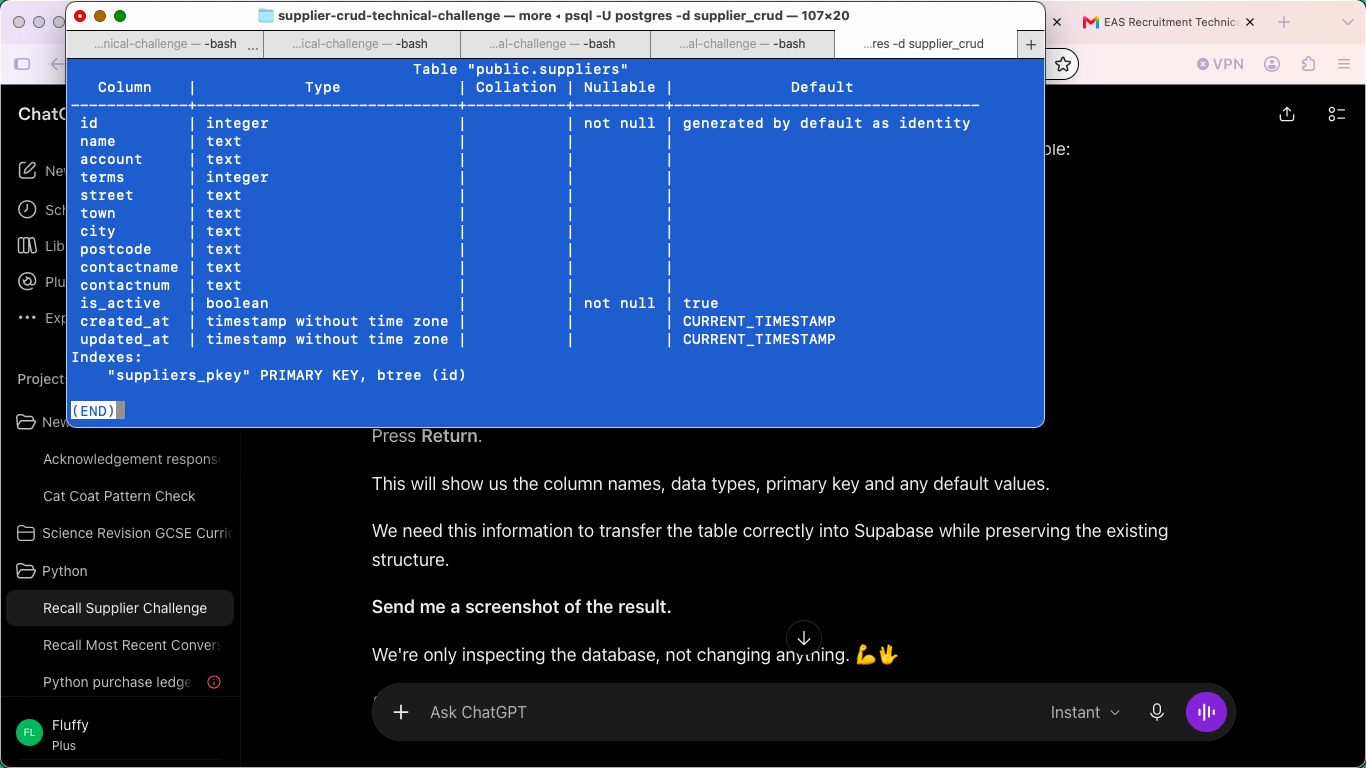 supplier-crud-technical-challenge — more ◂ psql -U postgres -d supplier_crud — 107×20
EAS Recruitment Technic
...nical-challenge — -bash ...
...ical-challenge — -bash
...al-challenge — -bash
...al-challenge — -bash
...res -d supplier_crud
+
VPN
Table "public.suppliers"
Column | Type | Collation | Nullable | Default
id | integer | | not null | generated by default as identity
name | text | | |
account | text | | |
terms | integer | | |
street | text | | |
town | text | | |
city | text | | |
postcode | text | | |
contactname | text | | |
contactnum | text | | |
is_active | boolean | | not null | true
created_at | timestamp without time zone | | | CURRENT_TIMESTAMP
updated_at | timestamp without time zone | | | CURRENT_TIMESTAMP
Indexes:
"suppliers_pkey" PRIMARY KEY, btree (id)
(END)
ChatG
Ne
Sch
Lib
Plu
Exp
Project
New
Acknowledgement respons
Cat Coat Pattern Check
Science Revision GCSE Curric
Python
Recall Supplier Challenge
Recall Most Recent Convers
Python purchase ledge
FL
Fluffy
Plus
ble:
Press Return.
This will show us the column names, data types, primary key and any default values.
We need this information to transfer the table correctly into Supabase while preserving the existing
structure.
Send me a screenshot of the result.
We're only inspecting the database, not changing anything. 💪🖖
Ask ChatGPT
Instant